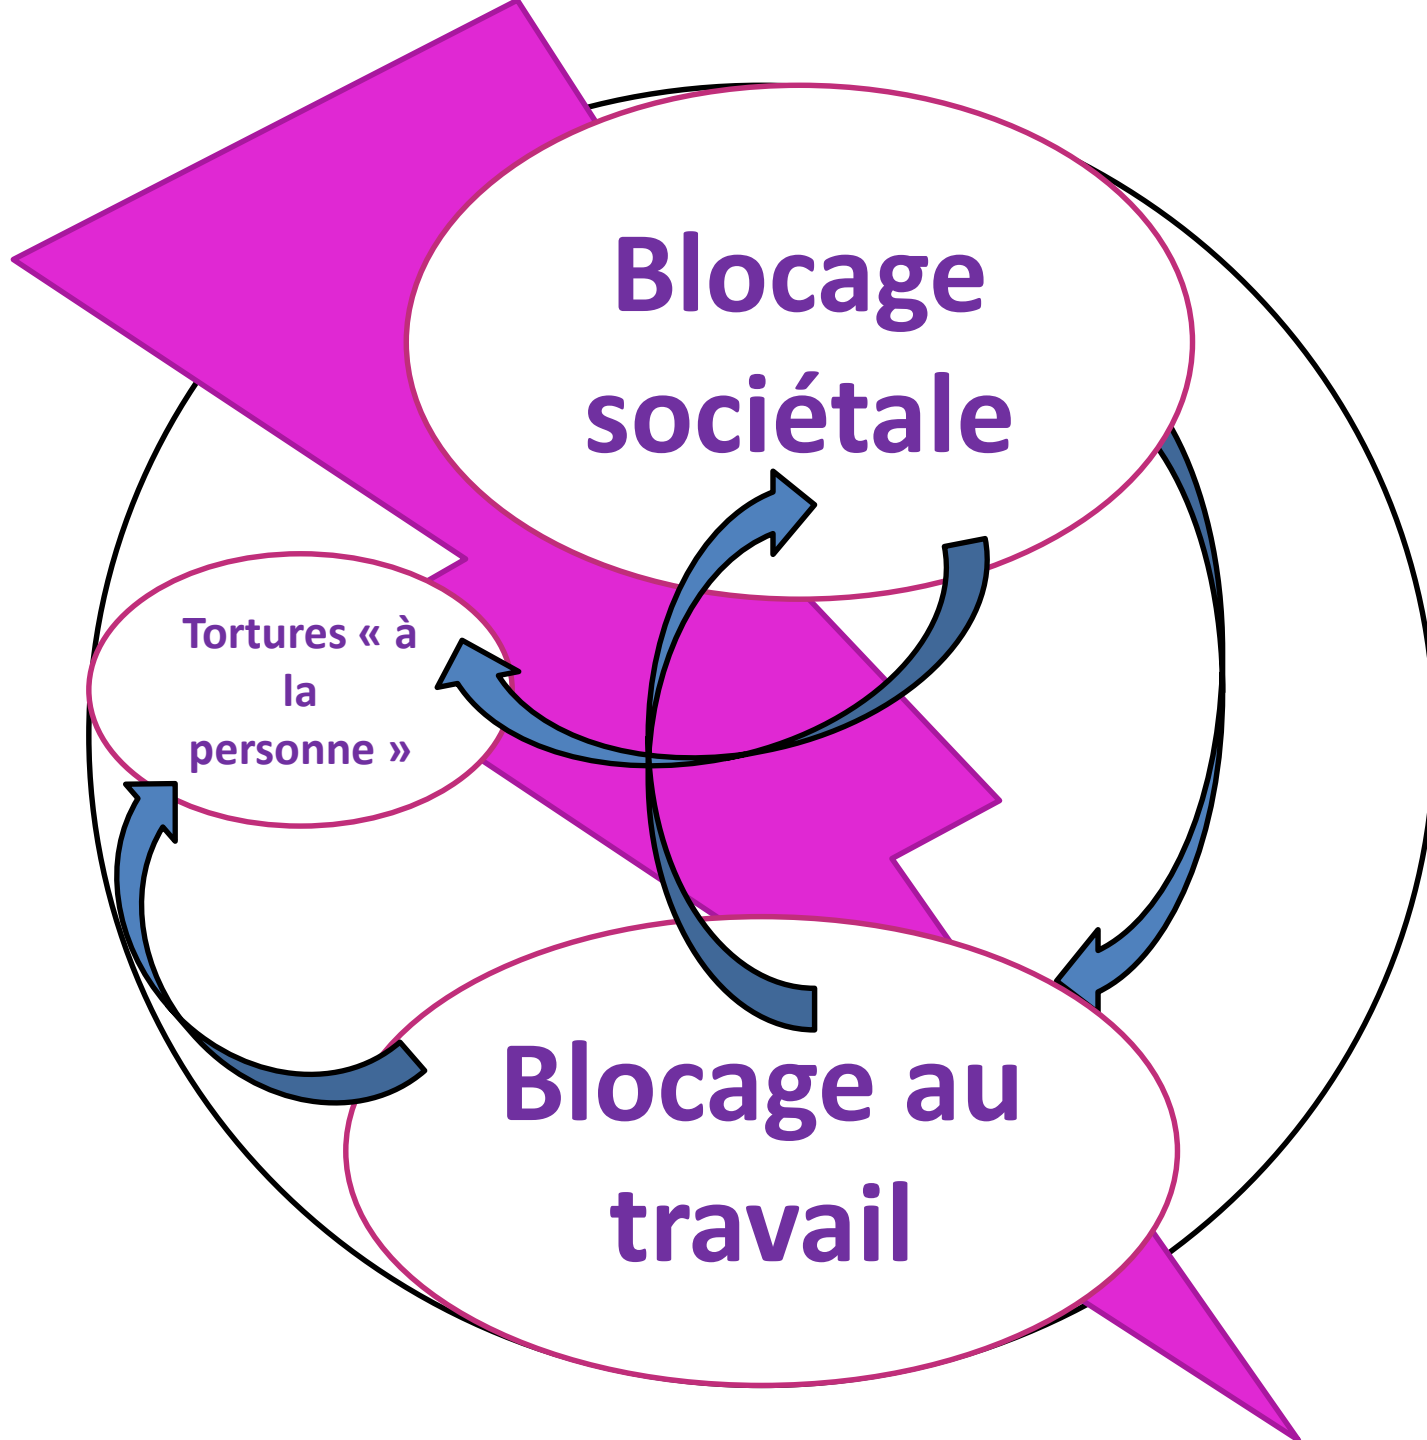 Blocage
sociétale
Tortures « à
la
personne »
Blocage au
travail